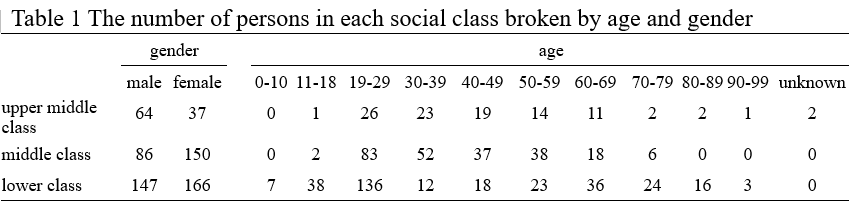 Table 1 The number of persons in each social class broken by age and gender
gender age
male female 0-10 11-18 19-29 30-39 40-49 50-59 60-69 70-79 80-89 90-99 unknown
upper middle class 64 37 0 1 26 23 19 14 11 2 2 1 2
middle class 86 150 0 2 83 52 37 38 18 6 0 0 0
lower class 147 166 7 38 136 12 18 23 36 24 16 3 0